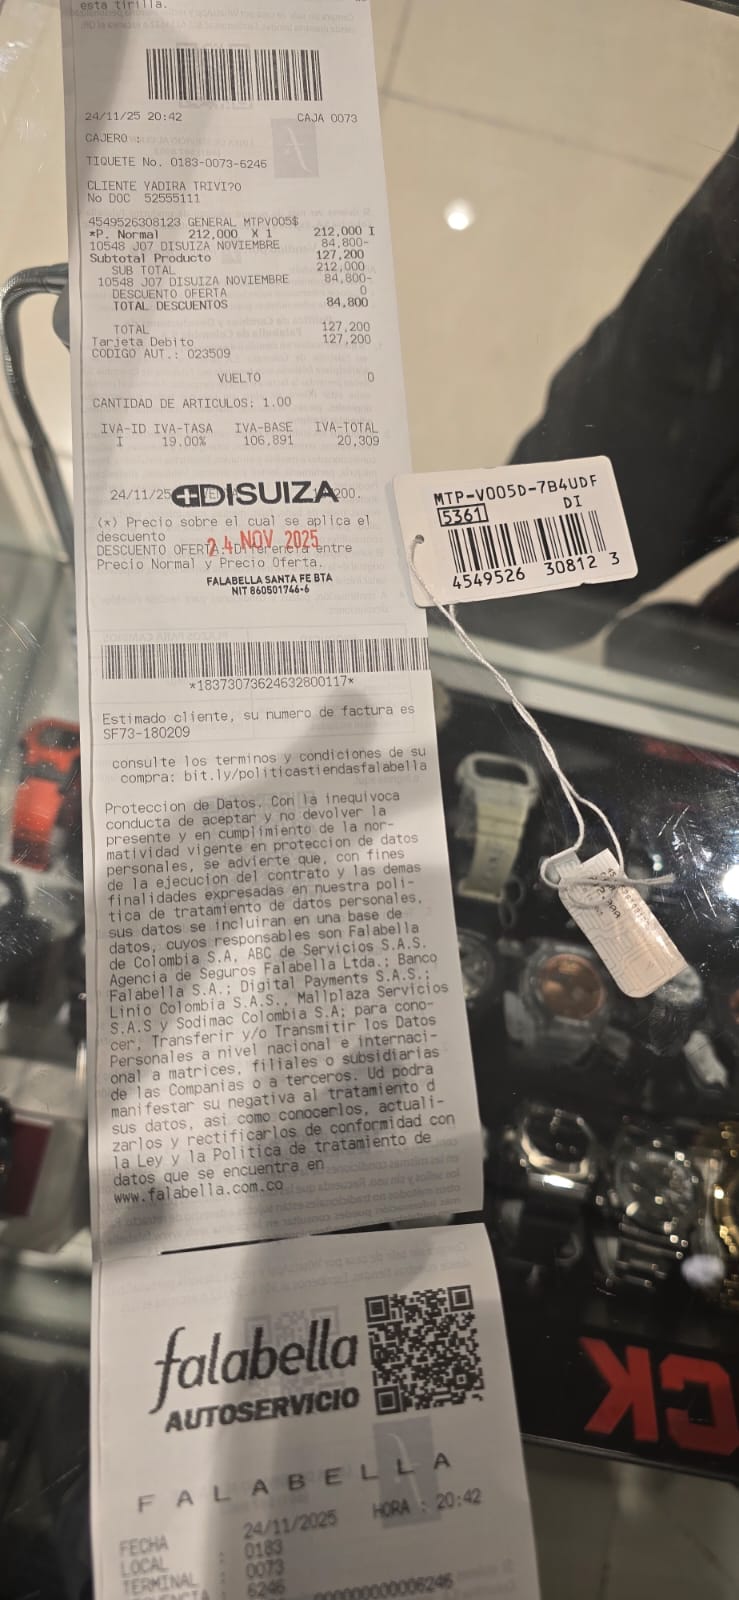 esta tirilla.
24/11/25 20:42 CAJA 0073
CAJERO :
TIQUETE No. 0183-0073-6246
CLIENTE YADIRA TRIVI?O
No DOC 52555111
4549526308123 GENERAL MTPV005$
*P. Normal 212,000 X 1 212,000 I
10548 J07 DISUIZA NOVIEMBRE 84,800-
Subtotal Producto 127,200
SUB TOTAL 212,000
10548 J07 DISUIZA NOVIEMBRE 84,800-
DESCUENTO OFERTA 0
TOTAL DESCUENTOS 84,800
TOTAL 127,200
Tarjeta Debito 127,200
CODIGO AUT.: 023509
VUELTO 0
CANTIDAD DE ARTICULOS: 1.00
IVA-ID IVA-TASA IVA-BASE IVA-TOTAL
I 19.00% 106,891 20,309
24/11/25 DISUIZA 200.
(*) Precio sobre el cual se aplica el
descuento
24 NOV 2025
DESCUENTO OFERTA: Diferencia entre
Precio Normal y Precio Oferta.
FALABELLA SANTA FE BTA
NIT 860501746-6
*18373073624632800117*
Estimado cliente, su numero de factura es
SF73-180209
consulte los terminos y condiciones de su
compra: bit.ly/politicastiendasfalabella
Proteccion de Datos. Con la inequivoca
conducta de aceptar y no devolver la
presente y en cumplimiento de la nor-
matividad vigente en proteccion de datos
personales, se advierte que, con fines
de la ejecucion del contrato y las demas
finalidades expresadas en nuestra poli-
tica de tratamiento de datos personales,
sus datos se incluiran en una base de
datos, cuyos responsables son Falabella
de Colombia S.A, ABC de Servicios S.A.S.
Agencia de Seguros Falabella Ltda.; Banco
Falabella S.A.; Digital Payments S.A.S.;
Linio Colombia S.A.S., Mallplaza Servicios
S.A.S y Sodimac Colombia S.A; para cono-
cer, Transferir y/o Transmitir los Datos
Personales a nivel nacional e internaci-
onal a matrices, filiales o subsidiarias
de las Companias o a terceros. Ud podra
manifestar su negativa al tratamiento d
sus datos, asi como conocerlos, actuali-
zarlos y rectificarlos de conformidad con
la Ley y la Politica de tratamiento de
datos que se encuentra en
www.falabella.com.co
falabella
AUTOSERVICIO
FALABELLA
FECHA 24/11/2025 HORA : 20:42
LOCAL : 0183
TERMINAL : 0073
6246 000000000006246
MTP-V005D-7B4UDF
5361 DI
4549526 30812 3
CK